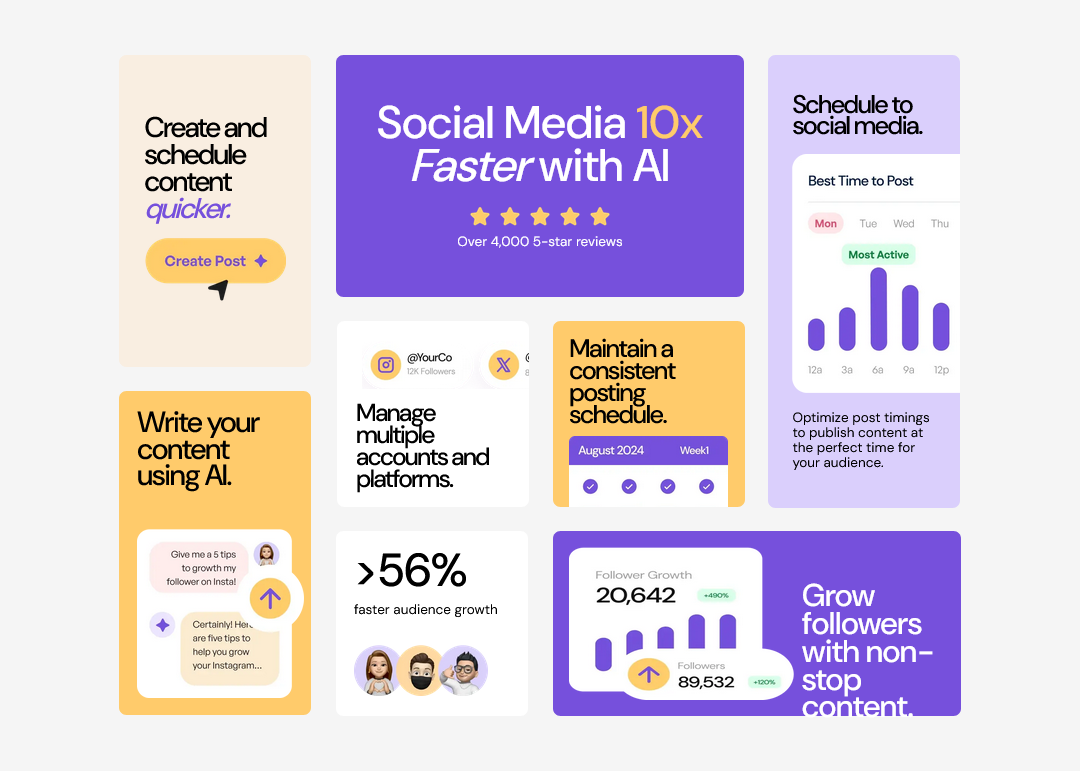 Create and
schedule
content
quicker.
Create Post
Social Media 10x
Faster with AI
Over 4,000 5-star reviews
Schedule to
social media.
Best Time to Post
Mon Tue Wed Thu
Most Active
12a 3a 6a 9a 12p
Optimize post timings
to publish content at
the perfect time for
your audience.
Write your
content
using AI.
Give me a 5 tips
to growth my
follower on Insta!
Certainly! Here
are five tips to
help you grow
your Instagram...
@YourCo
12K Followers
Manage
multiple
accounts and
platforms.
Maintain a
consistent
posting
schedule.
August 2024 Week1
>56%
faster audience growth
Follower Growth
20,642 +490%
Followers
89,532 +120%
Grow
followers
with non-
stop
content.